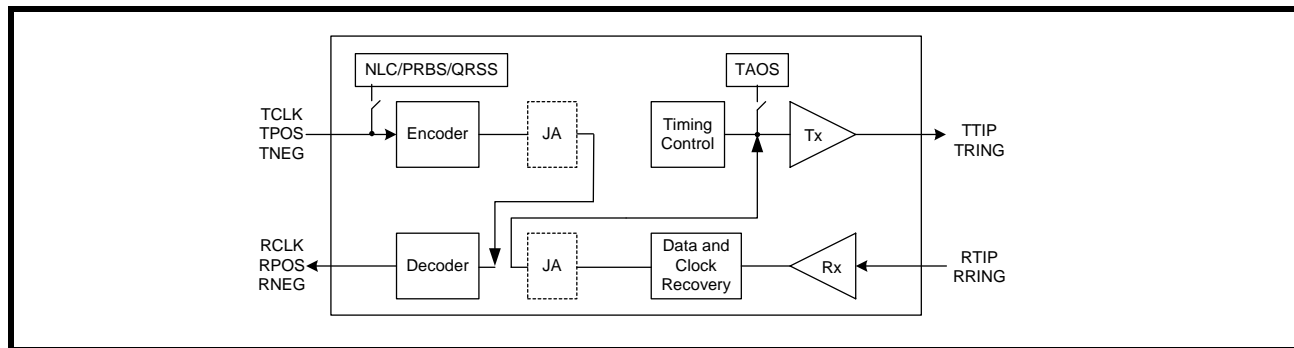 NLC/PRBS/QRSS
TAOS
TCLK
TPOS
TNEG
Encoder
JA
Timing
Control
Tx
TTIP
TRING
RCLK
RPOS
RNEG
Decoder
JA
Data and
Clock
Recovery
Rx
RTIP
RRING